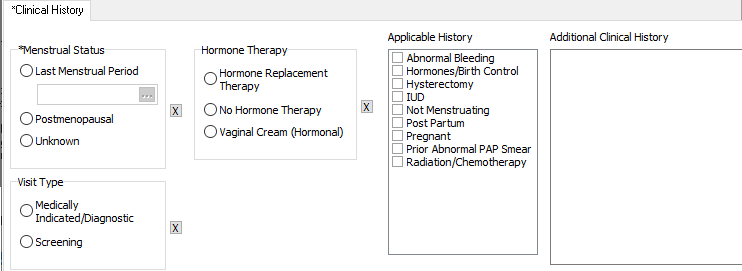 *Clinical History
*Menstrual Status
Last Menstrual Period
...
X
Postmenopausal
Unknown
Hormone Therapy
Hormone Replacement
Therapy
No Hormone Therapy
X
Vaginal Cream (Hormonal)
Applicable History
Abnormal Bleeding
Hormones/Birth Control
Hysterectomy
IUD
Not Menstruating
Post Partum
Pregnant
Prior Abnormal PAP Smear
Radiation/Chemotherapy
Additional Clinical History
Visit Type
Medically
Indicated/Diagnostic
X
Screening